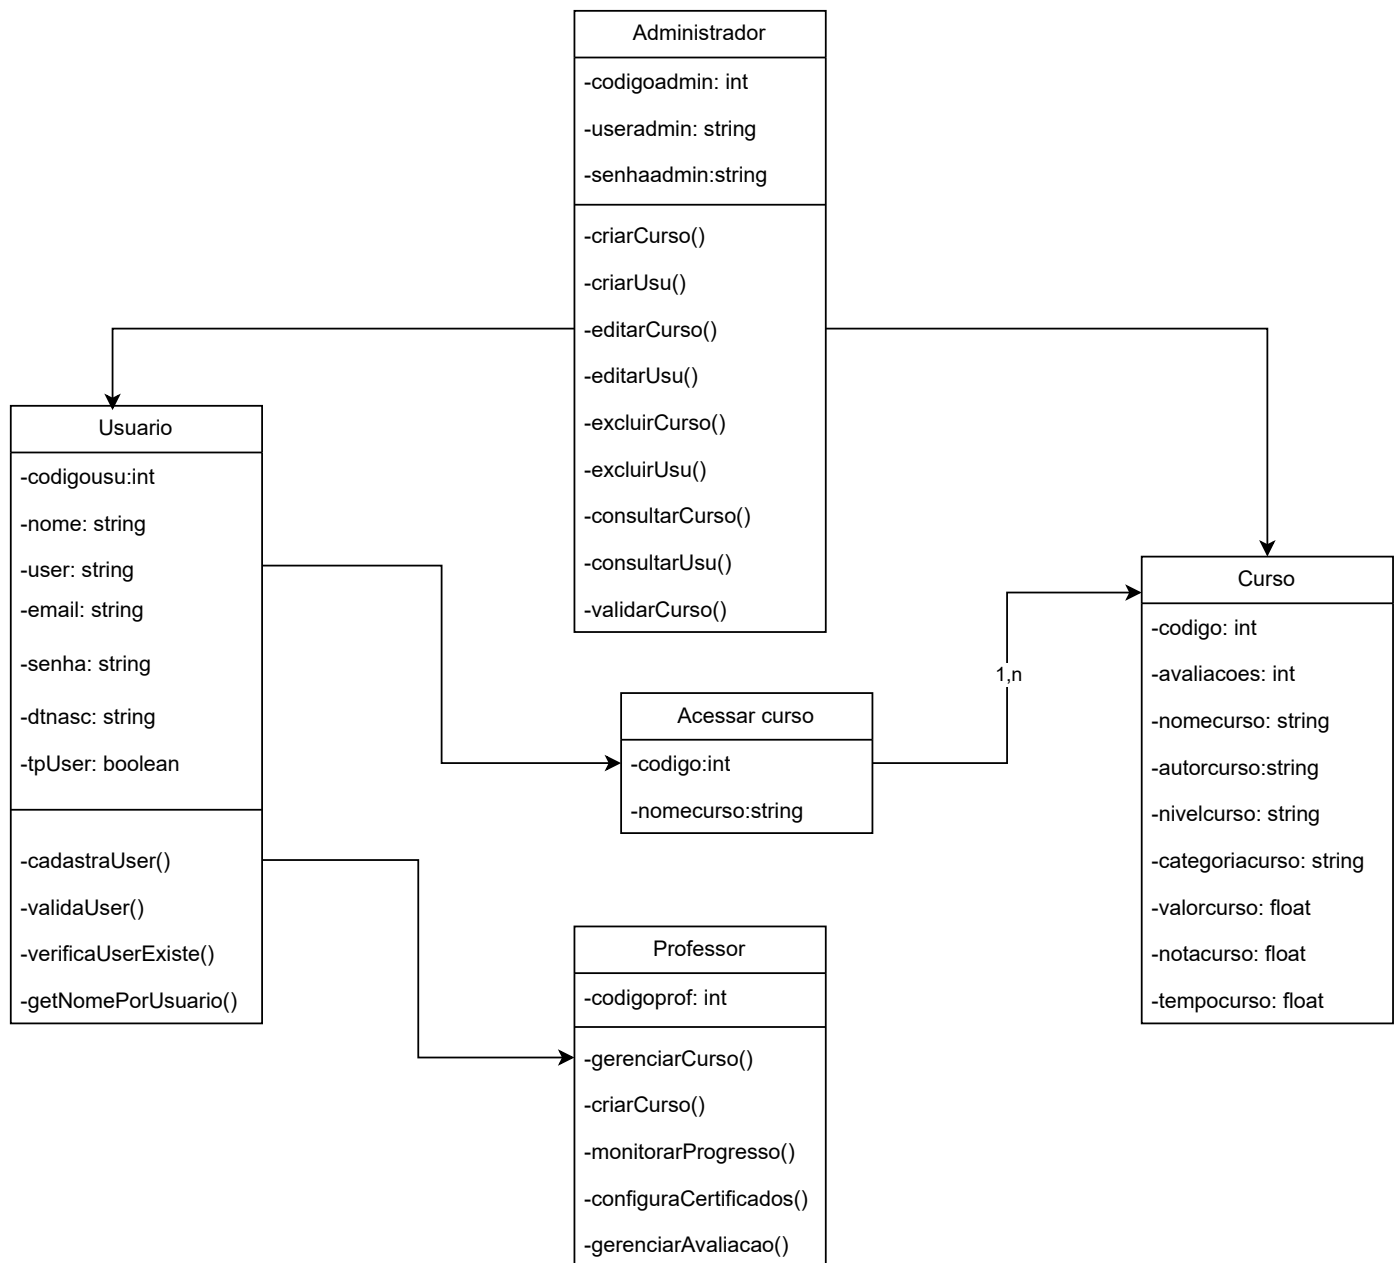 Administrador
-codigoadmin: int
-useradmin: string
-senhaadmin:string
-criarCurso()
-criarUsu()
-editarCurso()
-editarUsu()
-excluirCurso()
-excluirUsu()
-consultarCurso()
-consultarUsu()
-validarCurso()
Usuario
-codigousu:int
-nome: string
-user: string
-email: string
-senha: string
-dtnasc: string
-tpUser: boolean
-cadastraUser()
-validaUser()
-verificaUserExiste()
-getNomePorUsuario()
Acessar curso
-codigo:int
-nomecurso:string
1,n
Curso
-codigo: int
-avaliacoes: int
-nomecurso: string
-autorcurso:string
-nivelcurso: string
-categoriacurso: string
-valorcurso: float
-notacurso: float
-tempocurso: float
Professor
-codigoprof: int
-gerenciarCurso()
-criarCurso()
-monitorarProgresso()
-configuraCertificados()
-gerenciarAvaliacao()